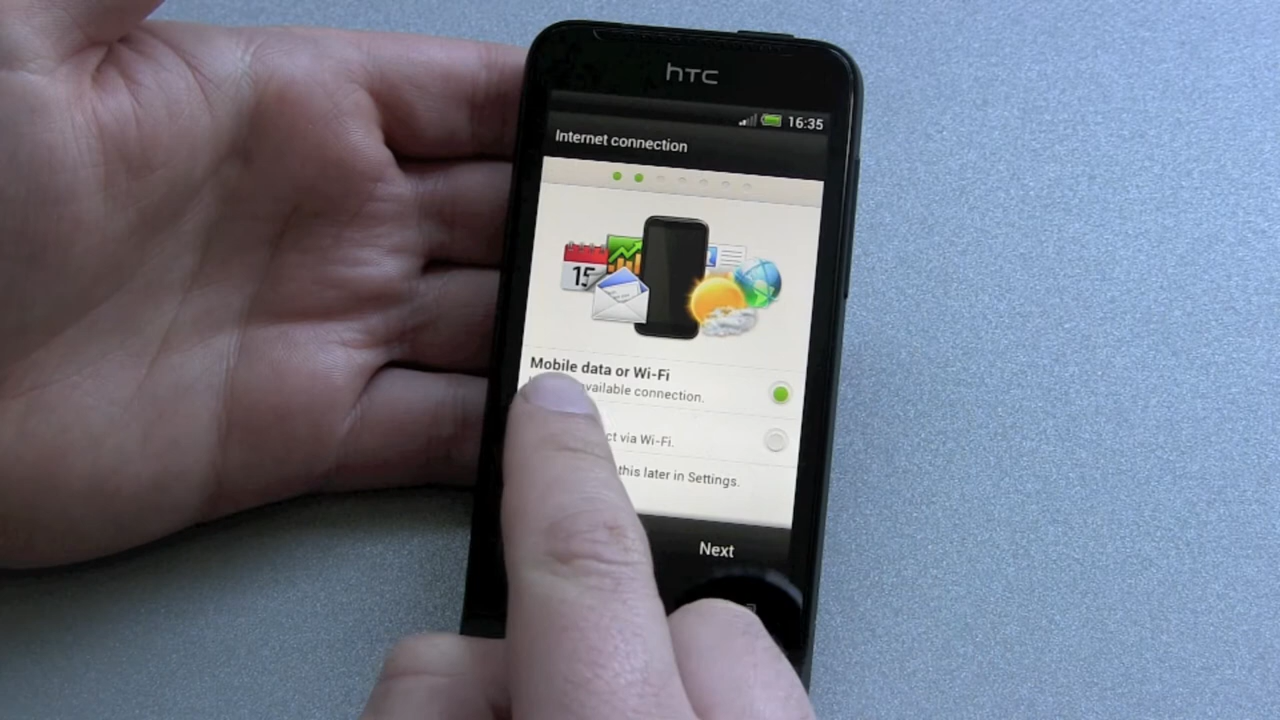 hTC
16:35
Internet connection
15
Mobile data or Wi-Fi
available connection.
via Wi-Fi.
this later in Settings.
Next